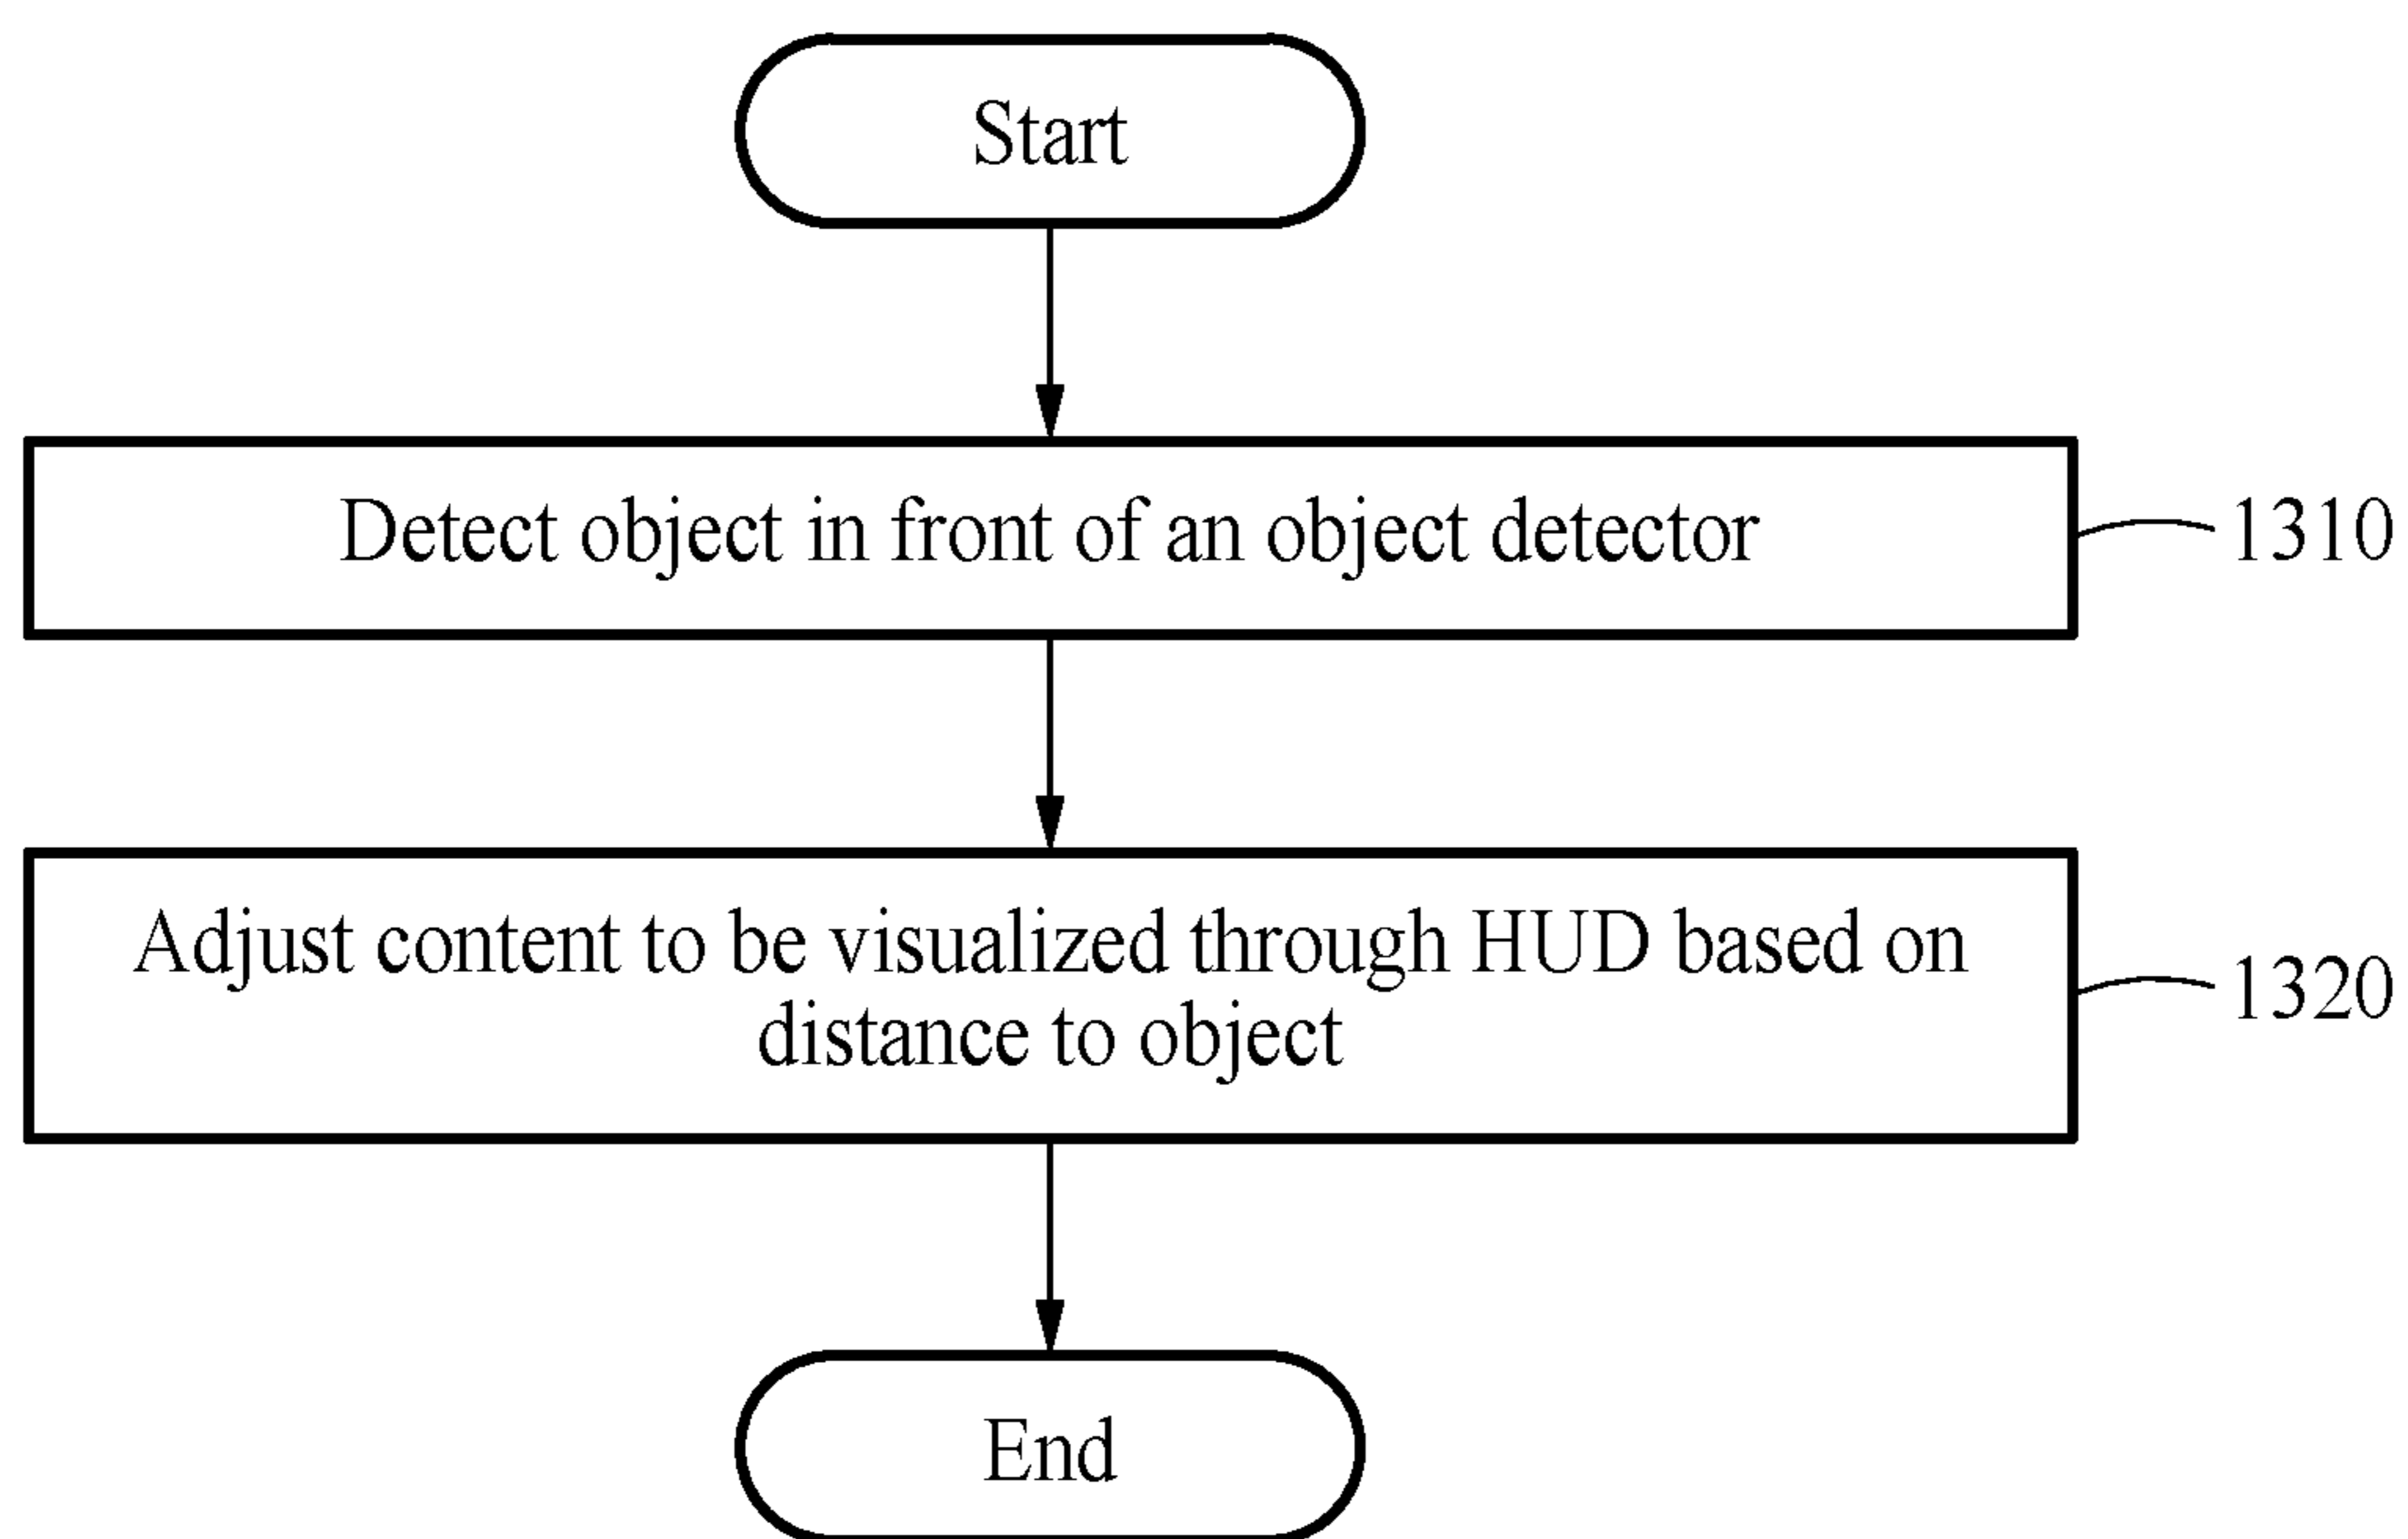 Start
Detect object in front of an object detector
1310
Adjust content to be visualized through HUD based on
distance to object
1320
End